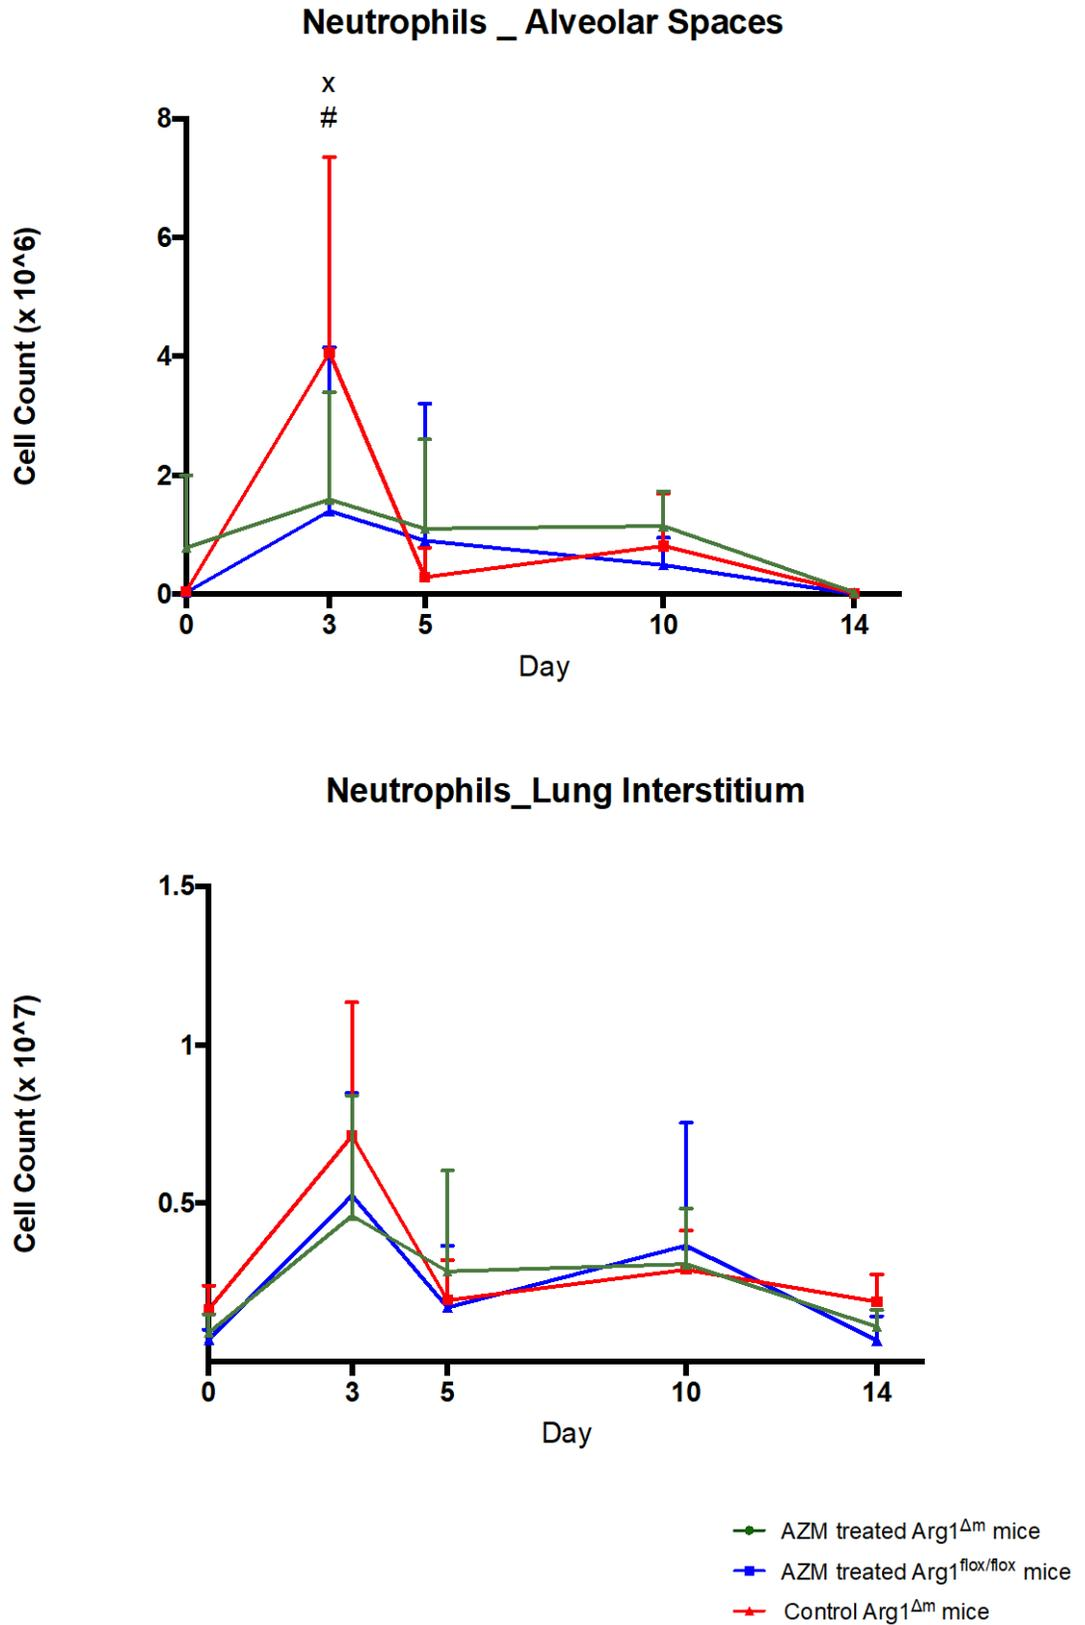 Neutrophils _ Alveolar Spaces
x
#
Cell Count (x 10^6)
8
6
4
2
0
0 3 5 10 14
Day
Neutrophils_Lung Interstitium
Cell Count (x 10^7)
1.5
1
0.5
0 3 5 10 14
Day
AZM treated Arg1Δm mice
AZM treated Arg1flox/flox mice
Control Arg1Δm mice